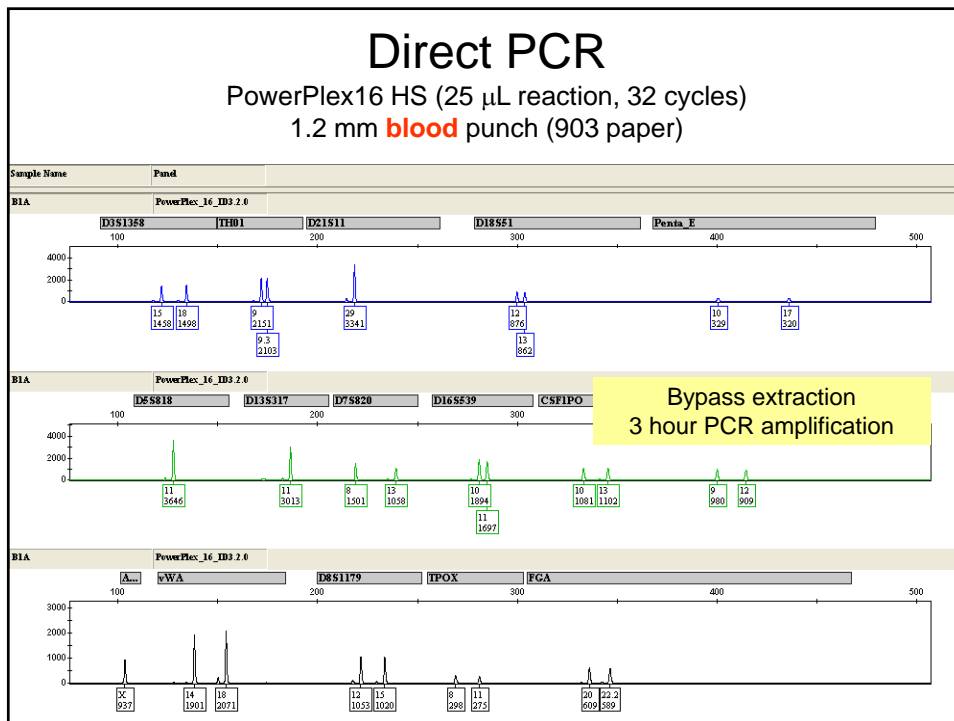 Direct PCR
PowerPlex16 HS (25 μL reaction, 32 cycles)
1.2 mm blood punch (903 paper)
Sample Name Panel
B1A PowerPlex_16_ID3.2.0
D3S1358 TH01 D21S11 D18S51 Penta_E
100 200 300 400 500
4000
2000
0
15 18 9 29 12 10 17
1458 1498 2151 3341 876 329 320
9.3 13
2103 862
B1A PowerPlex_16_ID3.2.0
D5S818 D13S317 D7S820 D16S539 CSF1PO
Bypass extraction
3 hour PCR amplification
100 200 300
4000
2000
0
11 11 8 13 10 10 13 9 12
3646 3013 1501 1058 1894 1081 1102 980 909
11
1697
B1A PowerPlex_16_ID3.2.0
A... vWA D8S1179 TPOX FGA
100 200 300 400 500
3000
2000
1000
0
X 14 18 12 15 8 11 20 22.2
937 1901 2071 1053 1020 298 275 609 589